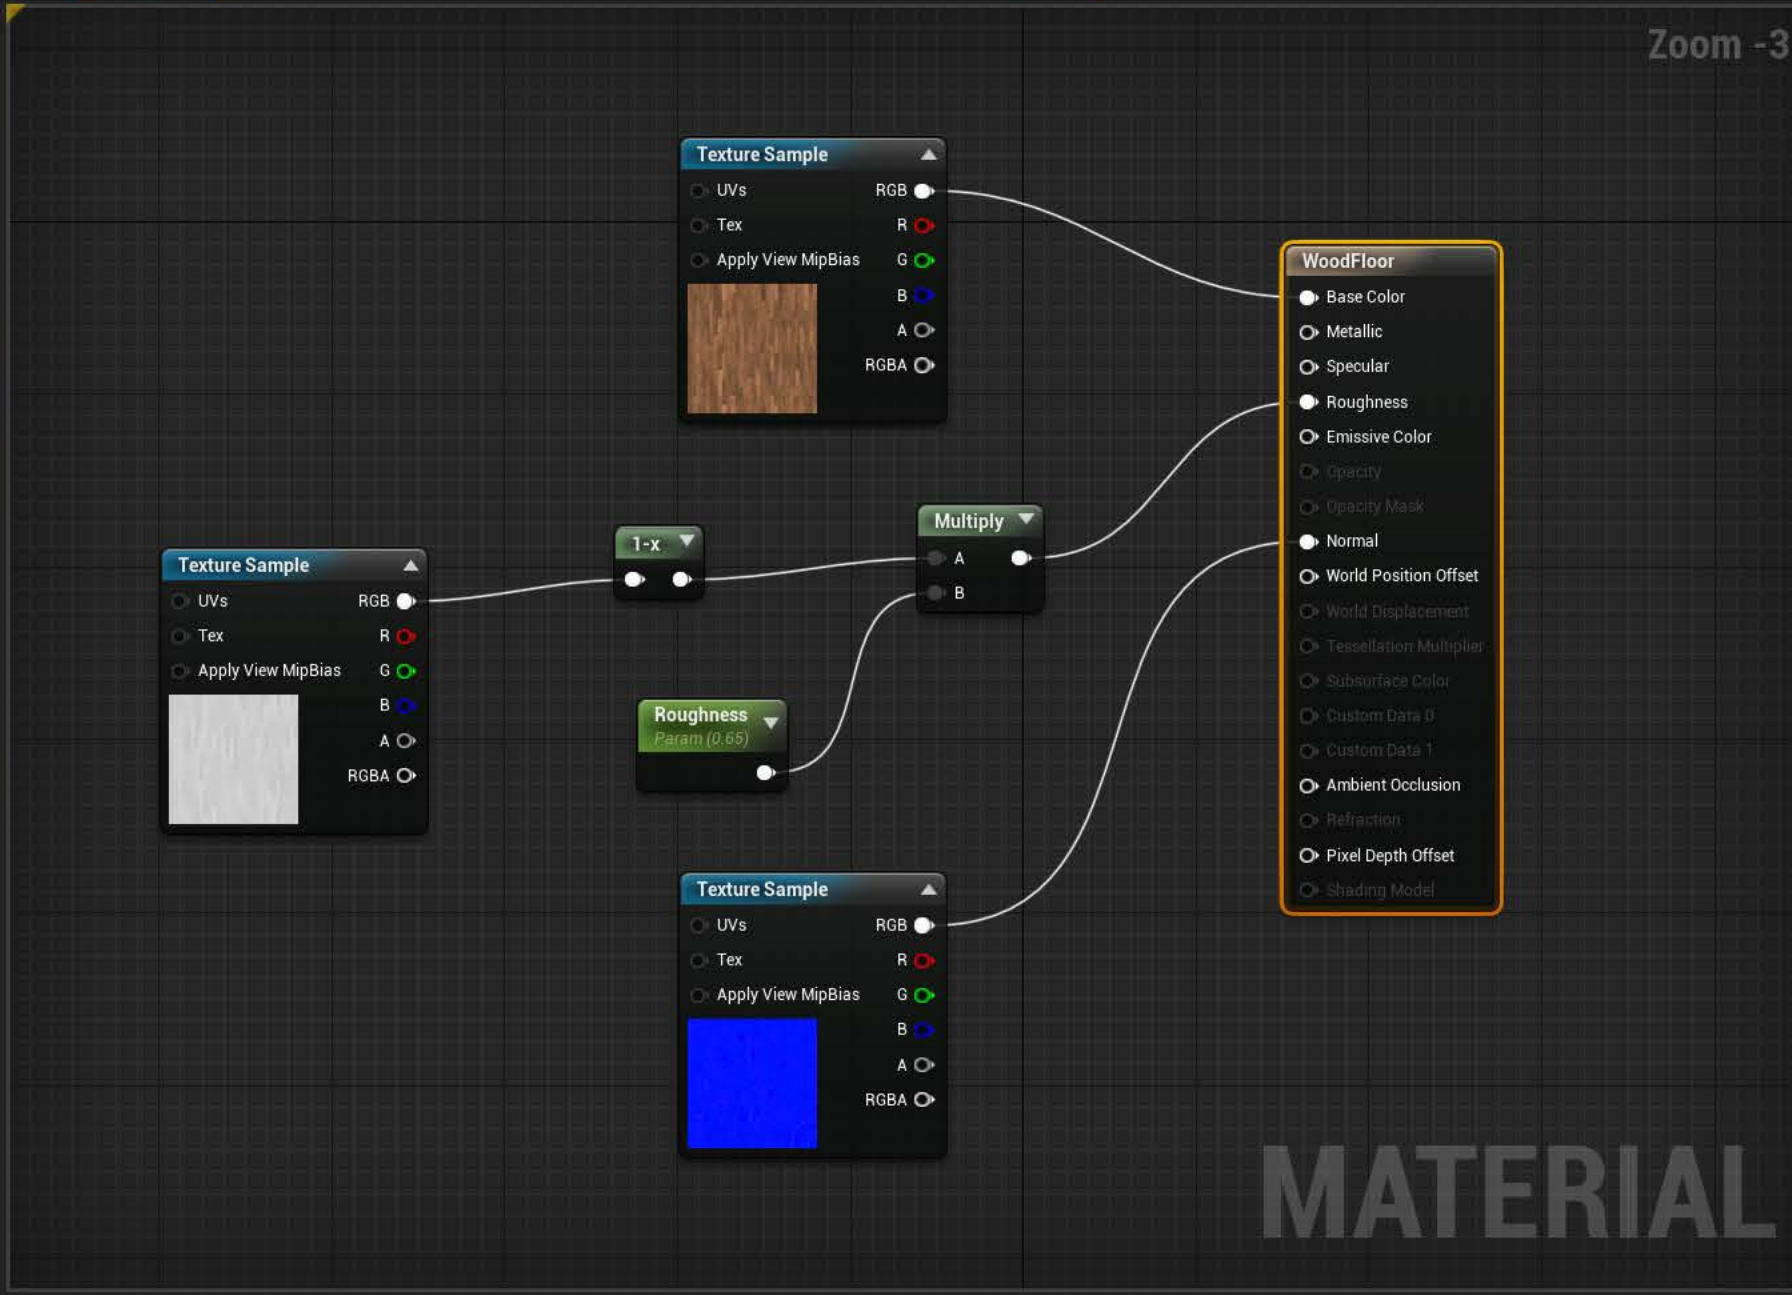 Zoom -3
Texture Sample
UVs RGB
Tex R
Apply View MipBias G
B
A
RGBA
WoodFloor
Base Color
Metallic
Specular
Roughness
Emissive Color
Opacity
Opacity Mask
Normal
World Position Offset
World Displacement
Tessellation Multiplier
Subsurface Color
Custom Data 0
Custom Data 1
Ambient Occlusion
Refraction
Pixel Depth Offset
Shading Model
Texture Sample
UVs RGB
Tex R
Apply View MipBias G
B
A
RGBA
1-x
Multiply
A
B
Roughness
Param (0.65)
Texture Sample
UVs RGB
Tex R
Apply View MipBias G
B
A
RGBA
MATERIAL